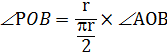 ∠POB = r/(πr/2) × ∠AOB